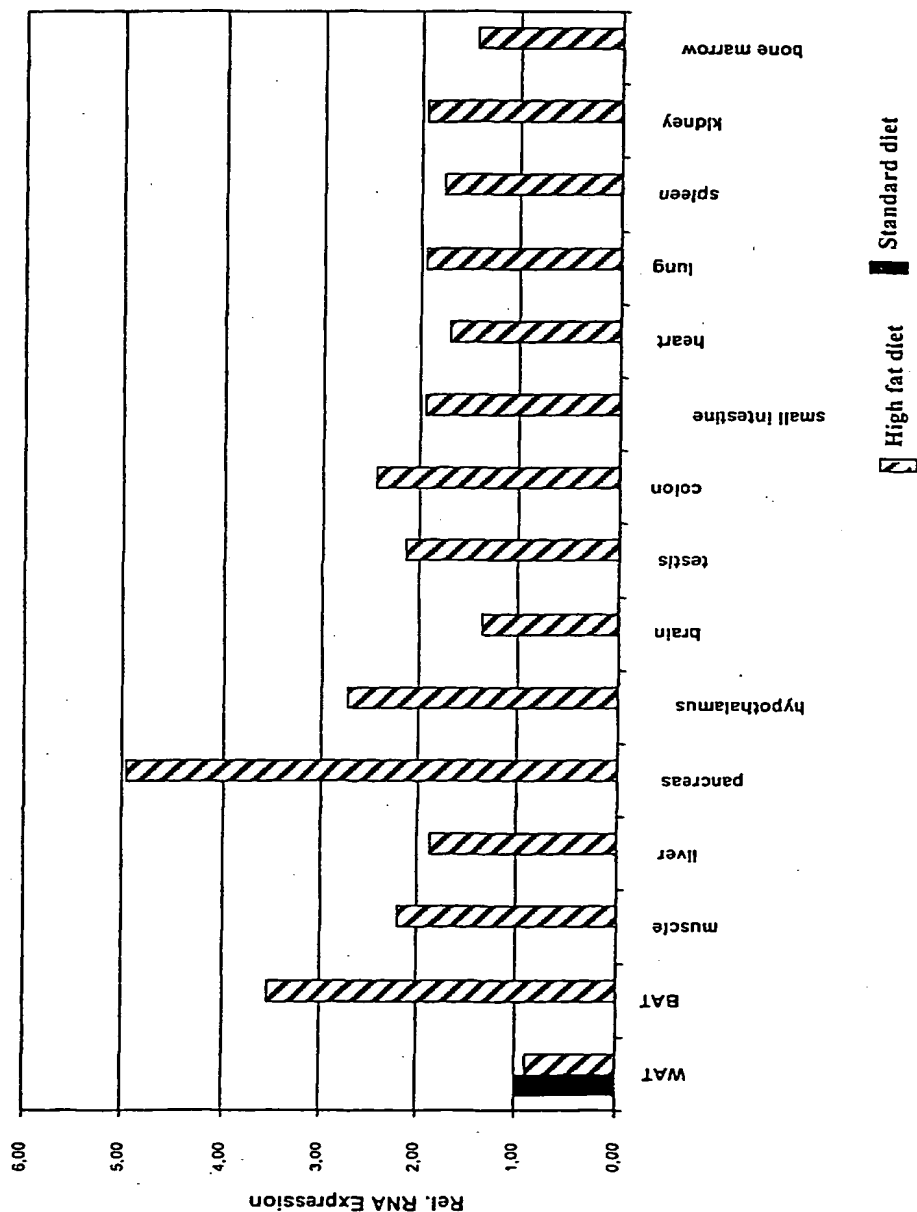 Rel. RNA Expression
6,00
5,00
4,00
3,00
2,00
1,00
0,00
WAT
BAT
muscle
liver
pancreas
hypothalamus
brain
testis
colon
small intestine
heart
lung
spleen
kidney
bone marrow
High fat diet
Standard diet